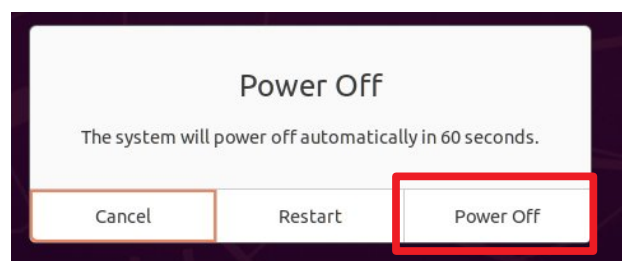 Power Off
The system will power off automatically in 60 seconds.
Cancel Restart Power Off